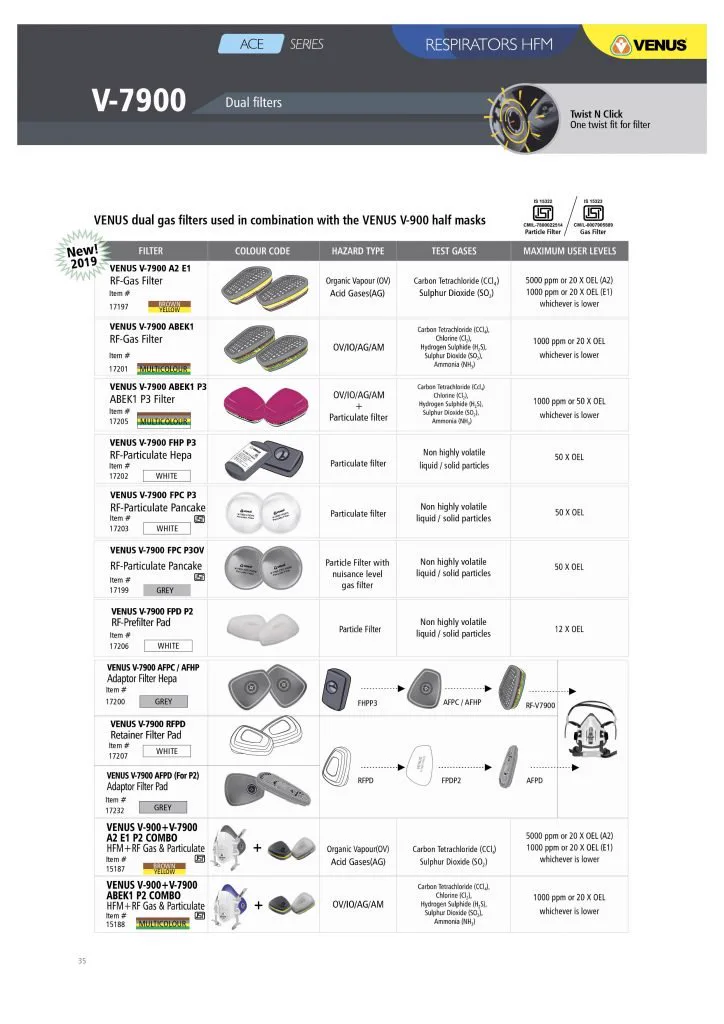 ACE SERIES
RESPIRATORS HFM
VENUS
V-7900
Dual filters
Twist N Click
One twist fit for filter
IS 15322
IS 15323
CM/L-7800022514
CM/L-8007005809
Particle Filter
Gas Filter
VENUS dual gas filters used in combination with the VENUS V-900 half masks
New!
2019
FILTER COLOUR CODE HAZARD TYPE TEST GASES MAXIMUM USER LEVELS
VENUS V-7900 A2 E1
RF-Gas Filter
Item #
17197
BROWN
YELLOW
Organic Vapour (OV)
Acid Gases(AG)
Carbon Tetrachloride (CCl₄)
Sulphur Dioxide (SO₂)
5000 ppm or 20 X OEL (A2)
1000 ppm or 20 X OEL (E1)
whichever is lower
VENUS V-7900 ABEK1
RF-Gas Filter
Item #
17201
MULTICOLOUR
OV/IO/AG/AM
Carbon Tetrachloride (CCl₄),
Chlorine (Cl₂),
Hydrogen Sulphide (H₂S),
Sulphur Dioxide (SO₂),
Ammonia (NH₃)
1000 ppm or 20 X OEL
whichever is lower
VENUS V-7900 ABEK1 P3
ABEK1 P3 Filter
Item #
17205
MULTICOLOUR
OV/IO/AG/AM
+
Particulate filter
Carbon Tetrachloride (Ccl₄)
Chlorine (Cl₂),
Hydrogen Sulphide (H₂S),
Sulphur Dioxide (SO₂),
Ammonia (NH₃)
1000 ppm or 50 X OEL
whichever is lower
VENUS V-7900 FHP P3
RF-Particulate Hepa
Item #
17202
WHITE
Particulate filter
Non highly volatile
liquid / solid particles
50 X OEL
VENUS V-7900 FPC P3
RF-Particulate Pancake
Item #
17203
WHITE
Particulate filter
Non highly volatile
liquid / solid particles
50 X OEL
VENUS V-7900 FPC P3OV
RF-Particulate Pancake
Item #
17199
GREY
Particle Filter with
nuisance level
gas filter
Non highly volatile
liquid / solid particles
50 X OEL
VENUS V-7900 FPD P2
RF-Prefilter Pad
Item #
17206
WHITE
Particle Filter
Non highly volatile
liquid / solid particles
12 X OEL
VENUS V-7900 AFPC / AFHP
Adaptor Filter Hepa
Item #
17200
GREY
FHPP3
AFPC / AFHP
RF-V7900
VENUS V-7900 RFPD
Retainer Filter Pad
Item #
17207
WHITE
RFPD
FPDP2
AFPD
VENUS V-7900 AFPD (For P2)
Adaptor Filter Pad
Item #
17232
GREY
VENUS V-900+V-7900
A2 E1 P2 COMBO
HFM+RF Gas & Particulate
Item #
15187
BROWN
YELLOW
+
Organic Vapour(OV)
Acid Gases(AG)
Carbon Tetrachloride (CCl₄)
Sulphur Dioxide (SO₂)
5000 ppm or 20 X OEL (A2)
1000 ppm or 20 X OEL (E1)
whichever is lower
VENUS V-900+V-7900
ABEK1 P2 COMBO
HFM+RF Gas & Particulate
Item #
15188
MULTICOLOUR
+
OV/IO/AG/AM
Carbon Tetrachloride (CCl₄),
Chlorine (Cl₂),
Hydrogen Sulphide (H₂S).
Sulphur Dioxide (SO₂),
Ammonia (NH₃)
1000 ppm or 20 X OEL
whichever is lower
35